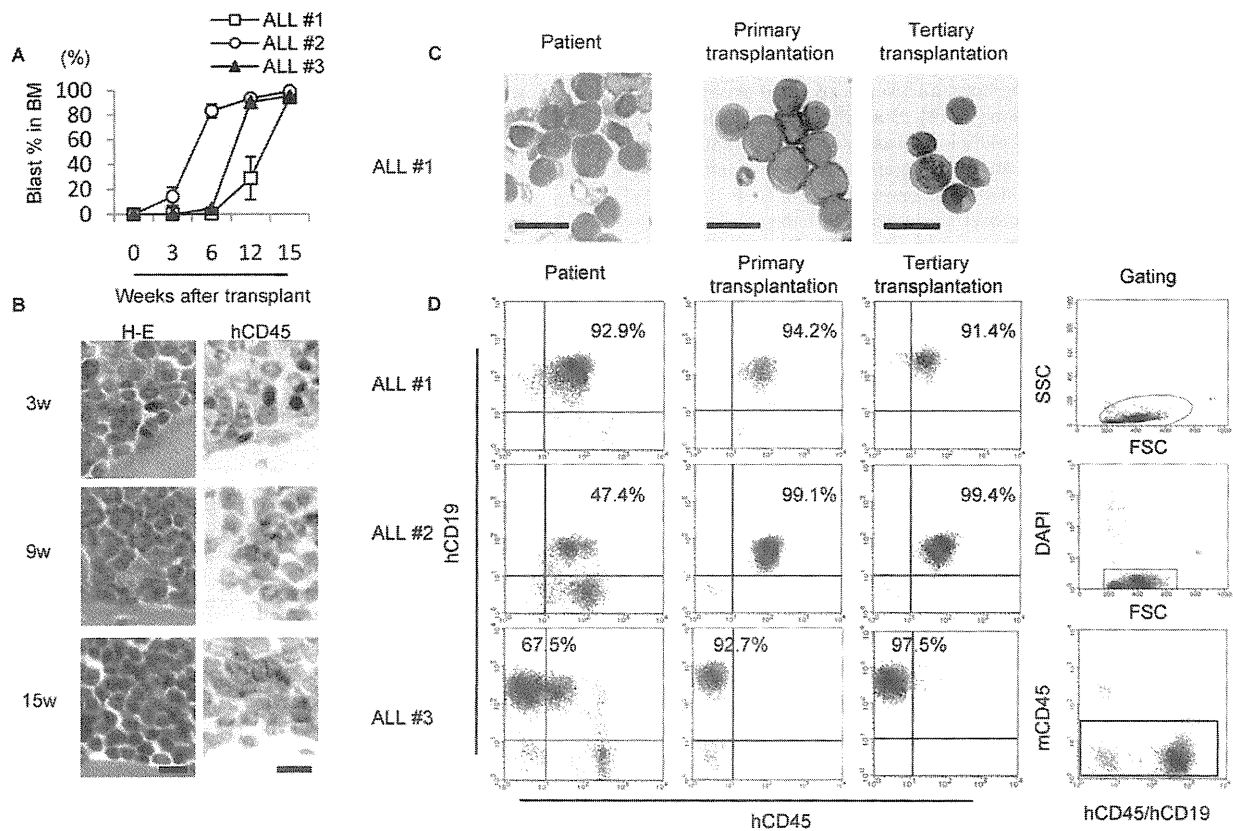 A
(%)
ALL #1
ALL #2
ALL #3
Blast % in BM
100
80
60
40
20
0
0 3 6 12 15
Weeks after transplant
B
H-E hCD45
3w
9w
15w
C
Patient
Primary
transplantation
Tertiary
transplantation
ALL #1
D
Patient
Primary
transplantation
Tertiary
transplantation
Gating
hCD19
ALL #1
92.9%
94.2%
91.4%
ALL #2
47.4%
99.1%
99.4%
ALL #3
67.5%
92.7%
97.5%
hCD45
SSC
FSC
DAPI
FSC
mCD45
hCD45/hCD19